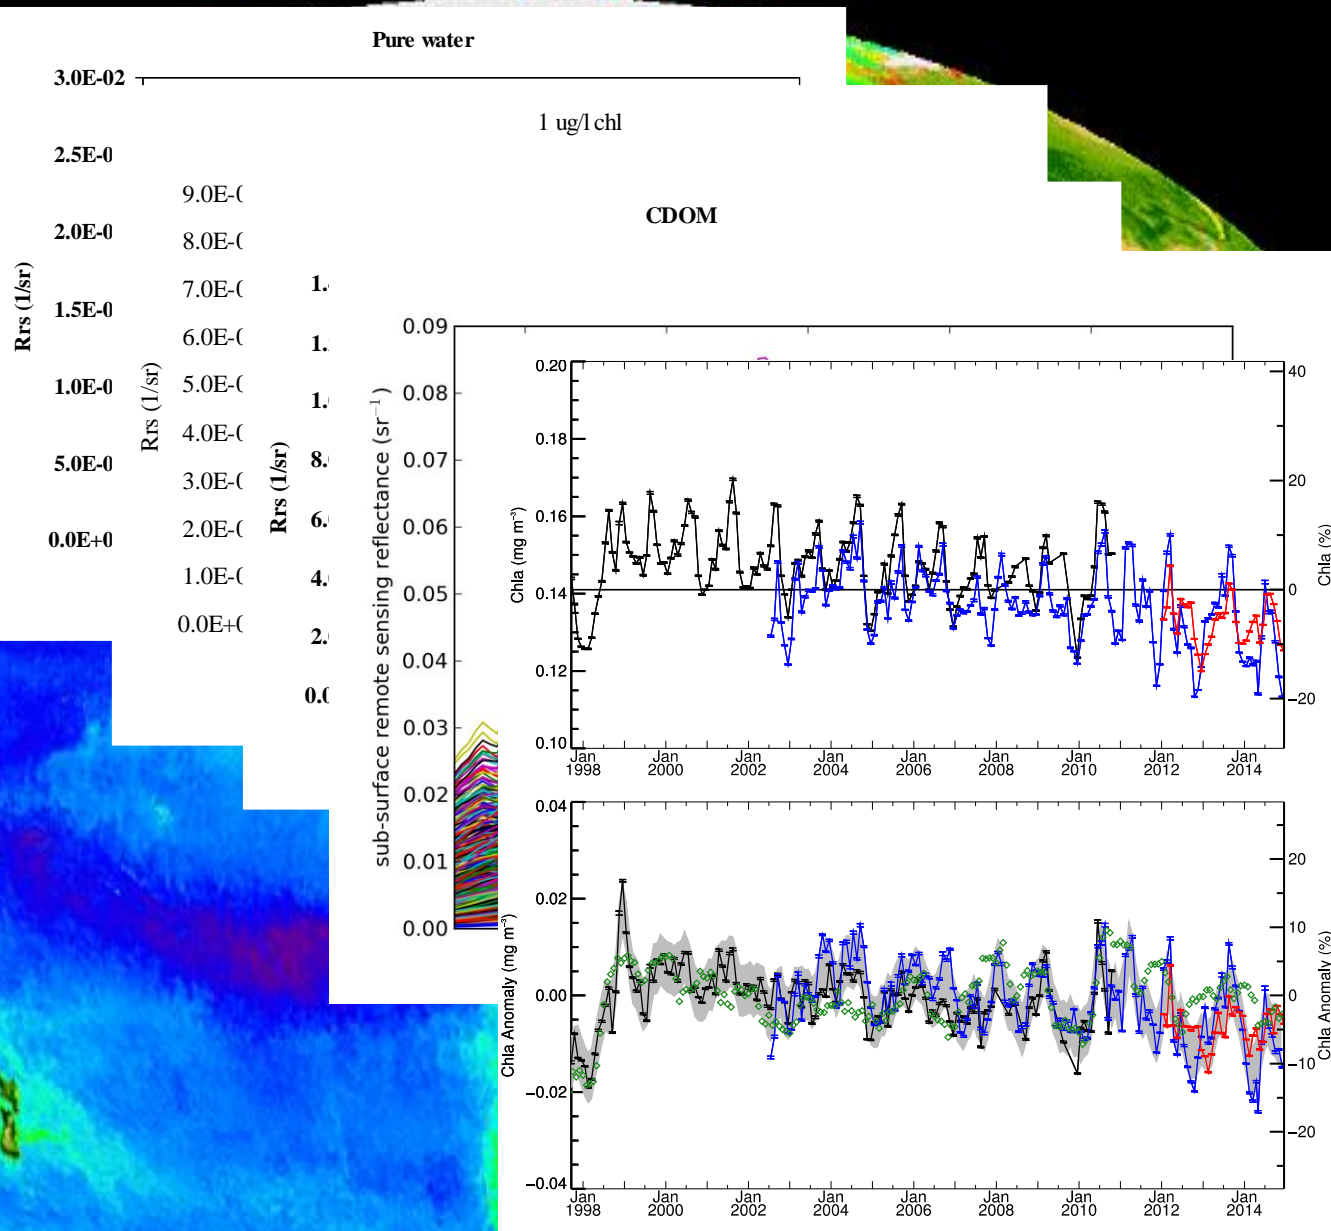 Pure water
3.0E-02
2.5E-0
2.0E-0
1.5E-0
1.0E-0
5.0E-0
0.0E+0
Rrs (1/sr)
1 ug/l chl
9.0E-
8.0E-
7.0E-
6.0E-
5.0E-
4.0E-
3.0E-
2.0E-
1.0E-
0.0E+
Rrs (1/sr)
CDOM
1.
1.
1.
8.
6.
4.
2.
0.
Rrs (1/sr)
0.09
0.08
0.07
0.06
0.05
0.04
0.03
0.02
0.01
0.00
sub-surface remote sensing reflectance (sr⁻¹)
0.20
0.18
0.16
0.14
0.12
0.10
Chla (mg m⁻³)
40
20
0
−20
Chla (%)
Jan Jan Jan Jan Jan Jan Jan Jan Jan
1998 2000 2002 2004 2006 2008 2010 2012 2014
0.04
0.02
0.00
−0.02
−0.04
Chla Anomaly (mg m⁻³)
20
10
0
−10
−20
Chla Anomaly (%)
Jan Jan Jan Jan Jan Jan Jan Jan Jan
1998 2000 2002 2004 2006 2008 2010 2012 2014